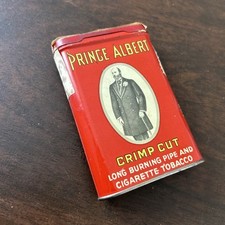 PRINCE ALBERT
CRIMP CUT
LONG BURNING PIPE AND
CIGARETTE TOBACCO